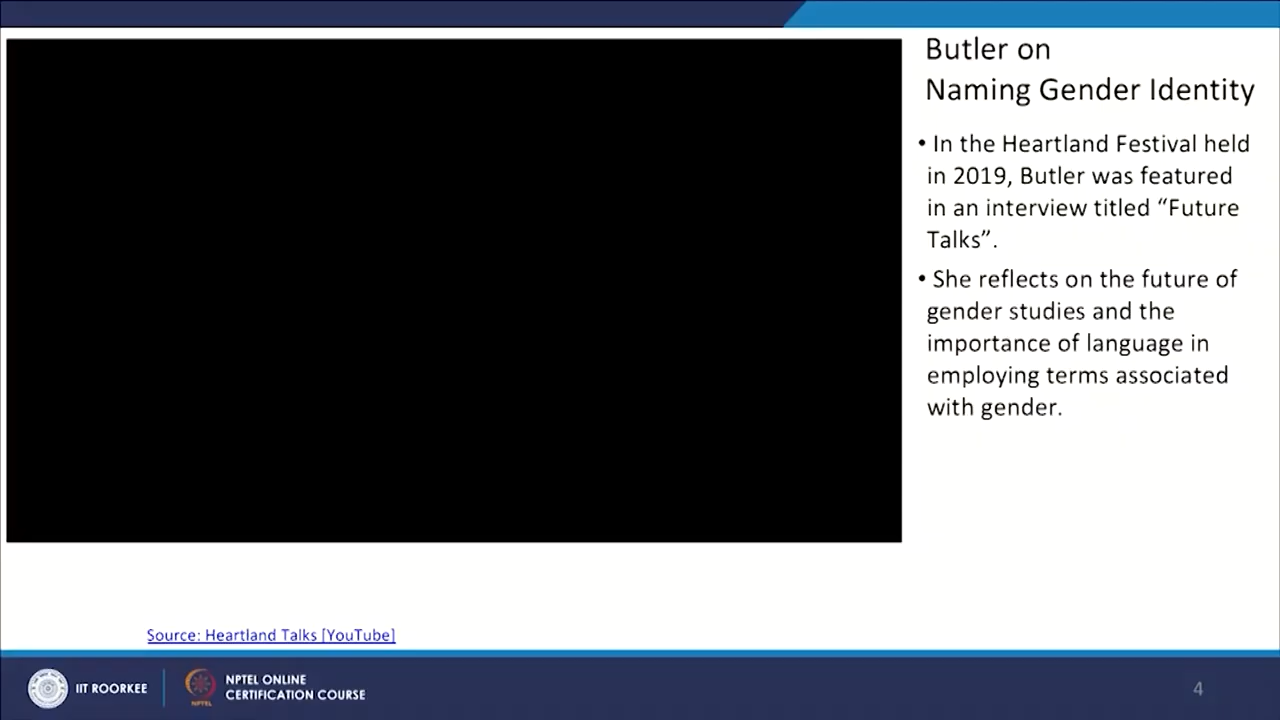 Butler on
Naming Gender Identity
• In the Heartland Festival held
in 2019, Butler was featured
in an interview titled “Future
Talks”.
• She reflects on the future of
gender studies and the
importance of language in
employing terms associated
with gender.
Source: Heartland Talks [YouTube]
IIT ROORKEE
NPTEL
NPTEL ONLINE
CERTIFICATION COURSE
4